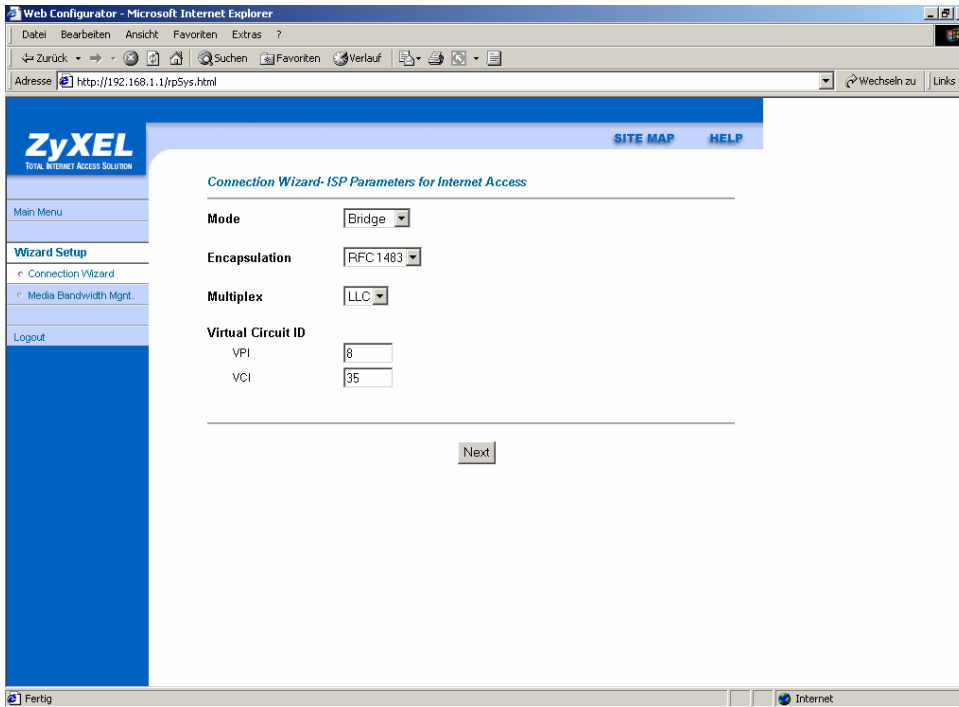 Web Configurator - Microsoft Internet Explorer
Datei Bearbeiten Ansicht Favoriten Extras ?
Zurück Suchen Favoriten Verlauf
Adresse http://192.168.1.1/rpSys.html Wechseln zu Links
ZyXEL
TOTAL INTERNET ACCESS SOLUTION
SITE MAP HELP
Main Menu
Wizard Setup
Connection Wizard
Media Bandwidth Mgnt.
Logout
Connection Wizard- ISP Parameters for Internet Access
Mode Bridge
Encapsulation RFC 1483
Multiplex LLC
Virtual Circuit ID
VPI 8
VCI 35
Next
Fertig Internet